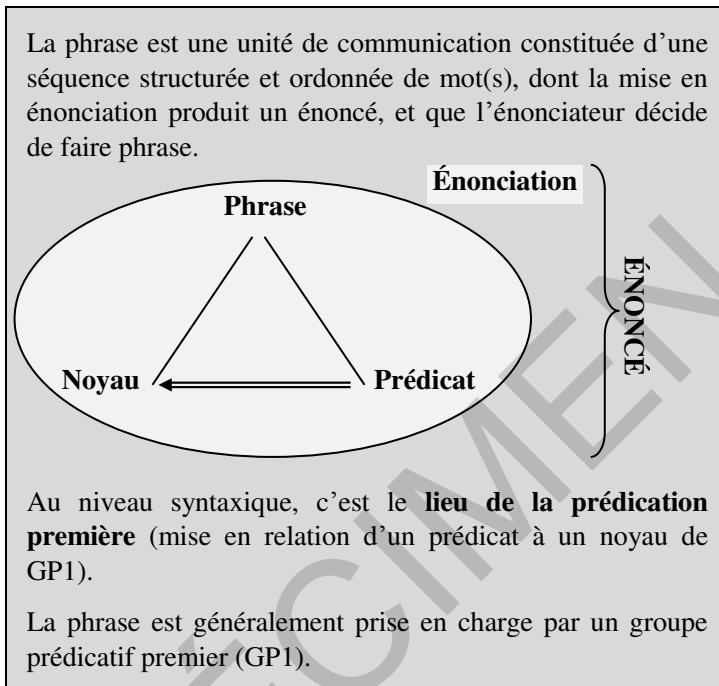 La phrase est une unité de communication constituée d'une
séquence structurée et ordonnée de mot(s), dont la mise en
énonciation produit un énoncé, et que l'énonciateur décide
de faire phrase.
Énonciation
Phrase
ÉNONCÉ
Noyau
Prédicat
Au niveau syntaxique, c'est le lieu de la prédication
première (mise en relation d'un prédicat à un noyau de
GP1).
La phrase est généralement prise en charge par un groupe
prédicatif premier (GP1).
ÉCIMEN